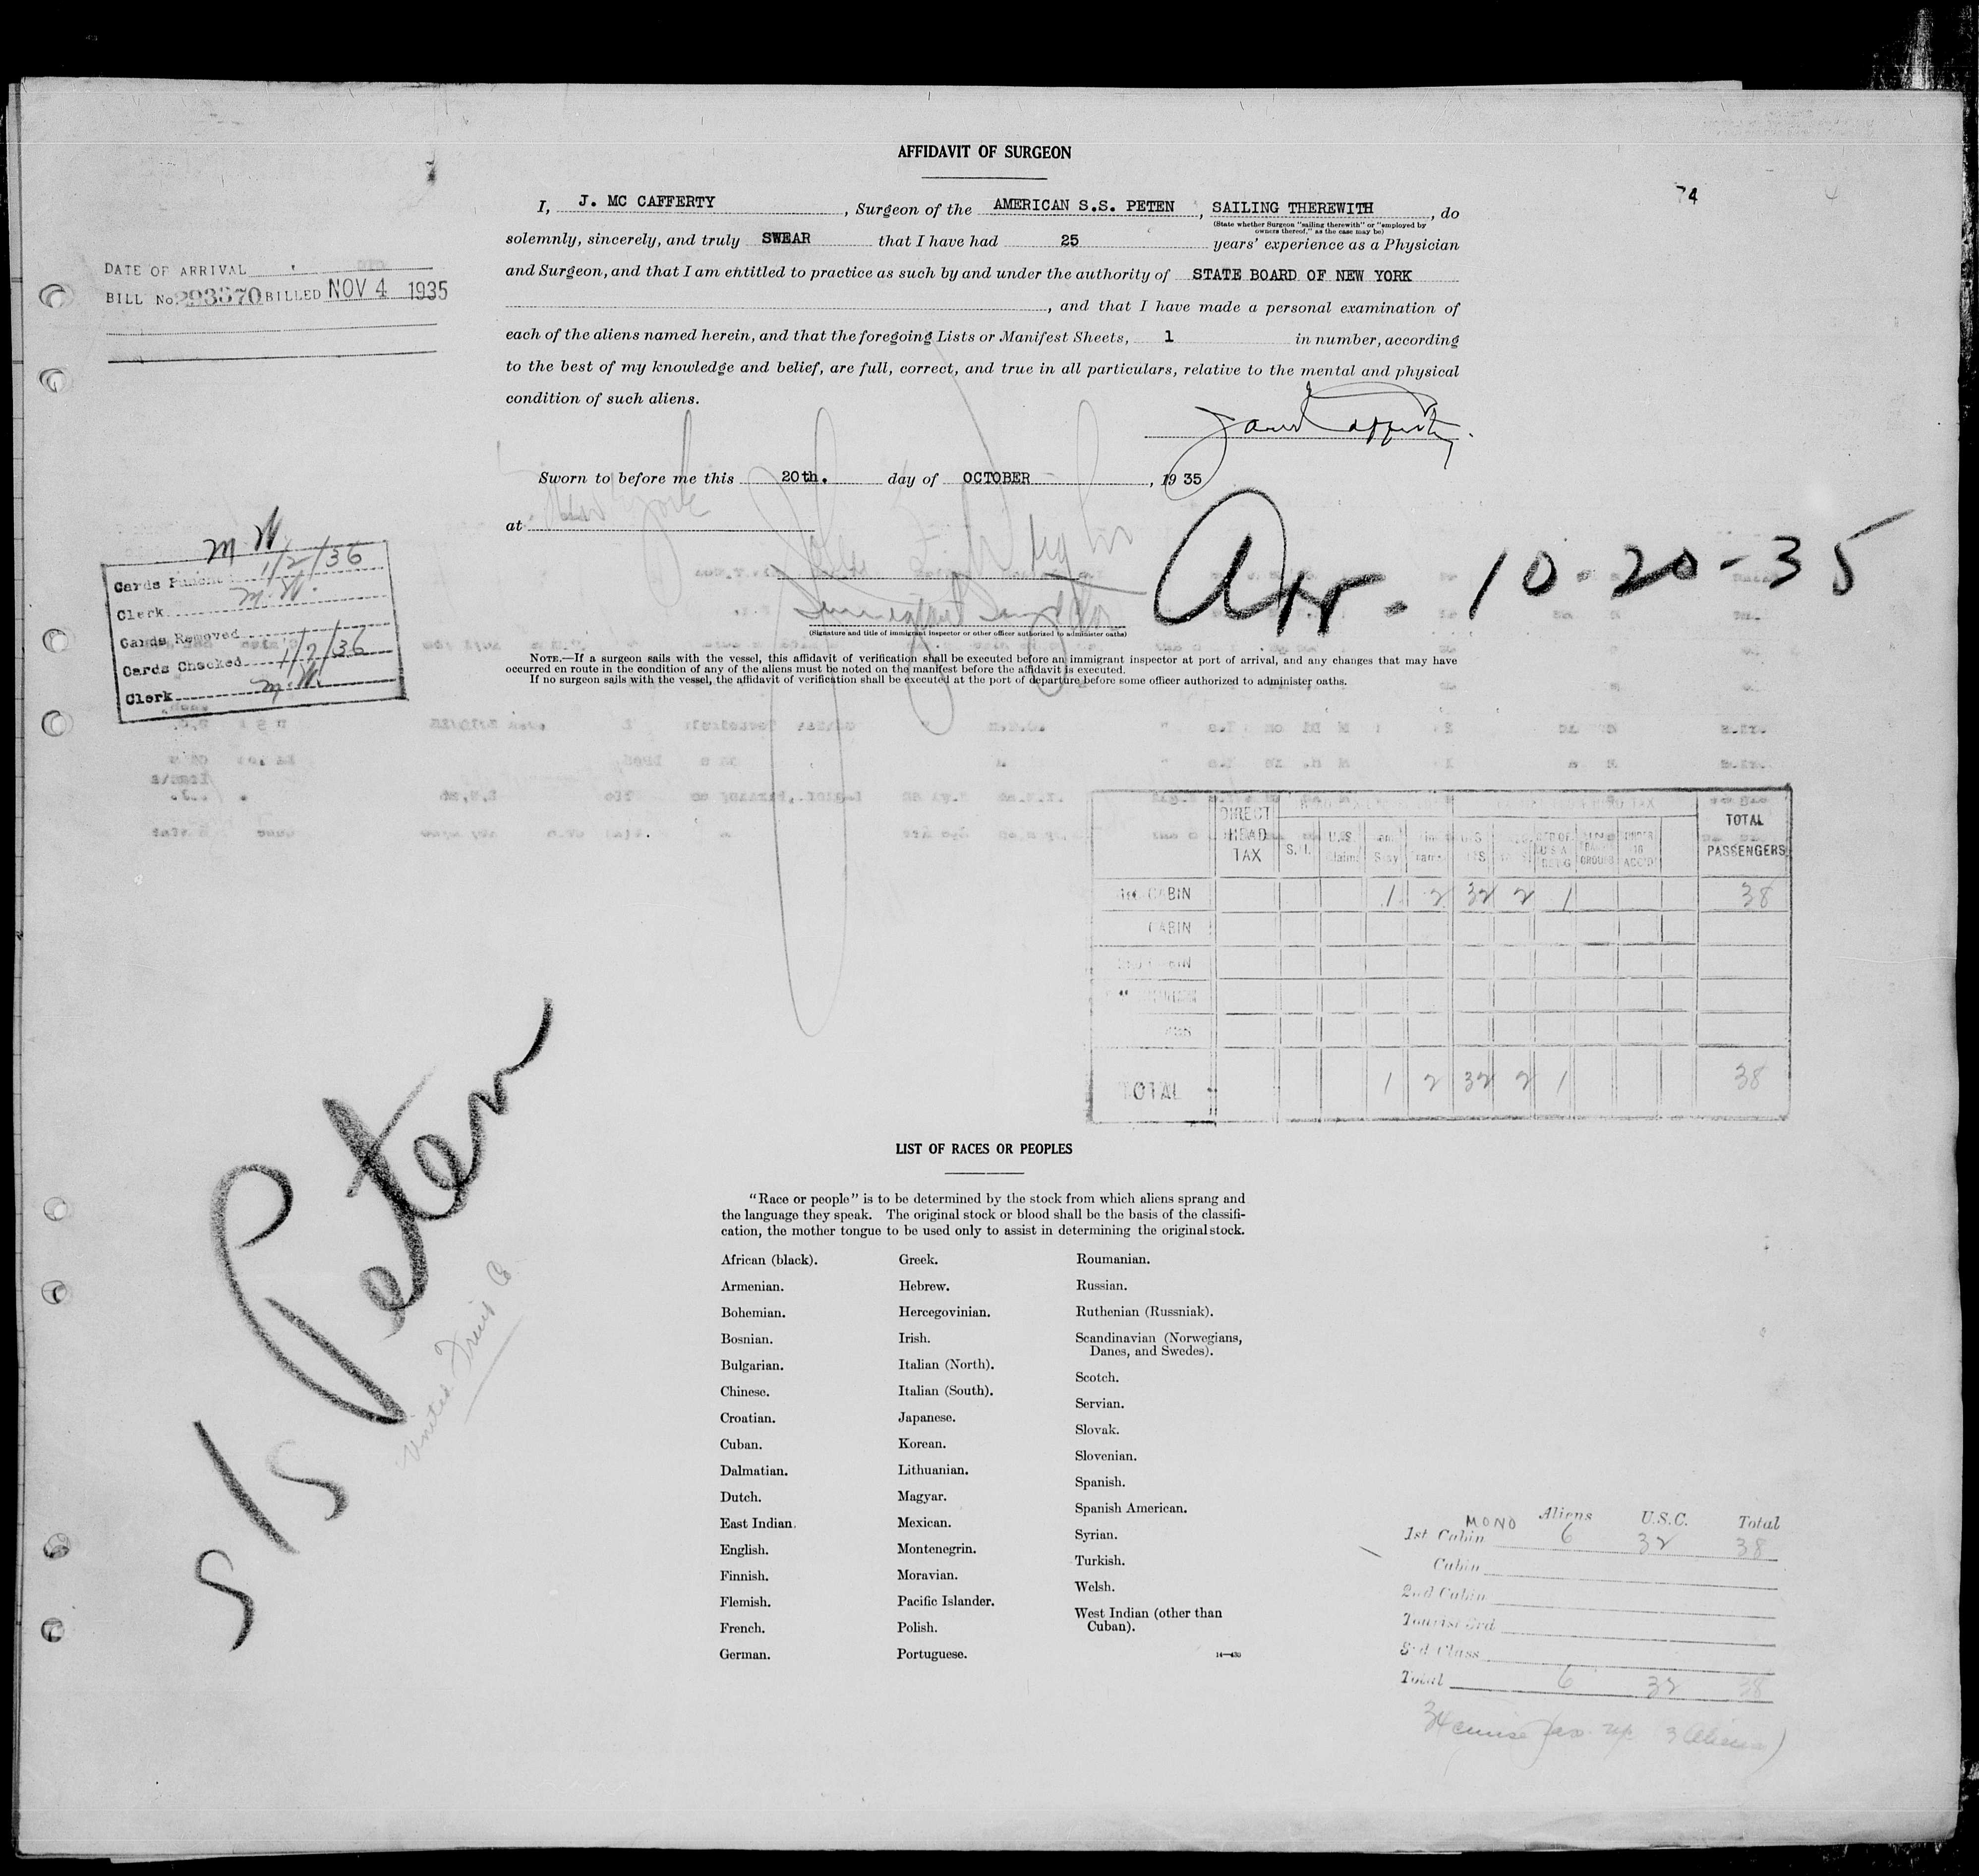 AFFIDAVIT OF SURGEON
74
I, J. MC CAFFERTY, Surgeon of the AMERICAN S.S. PETEN, SAILING THEREWITH, do
(State whether Surgeon "sailing therewith" or "employed by owners thereof," as the case may be)
solemnly, sincerely, and truly SWEAR that I have had 25 years' experience as a Physician
and Surgeon, and that I am entitled to practice as such by and under the authority of STATE BOARD OF NEW YORK
, and that I have made a personal examination of
each of the aliens named herein, and that the foregoing Lists or Manifest Sheets, 1 in number, according
to the best of my knowledge and belief, are full, correct, and true in all particulars, relative to the mental and physical
condition of such aliens.
Sworn to before me this 20th. day of OCTOBER, 19 35
at New York
(Signature and title of immigrant inspector or other officer authorized to administer oaths)
Arr. 10-20-35
NOTE.—If a surgeon sails with the vessel, this affidavit of verification shall be executed before an immigrant inspector at port of arrival, and any changes that may have
occurred en route in the condition of any of the aliens must be noted on the manifest before the affidavit is executed.
If no surgeon sails with the vessel, the affidavit of verification shall be executed at the port of departure before some officer authorized to administer oaths.
DATE OF ARRIVAL
BILL No. 293570 BILLED NOV 4 1935
M.W.
Cards Punched 1/2/36
Clerk M.W.
Cards Removed
Cards Checked 1/2/36
Clerk M.W.
DIRECT HEAD TAX
S.I.
U.S. Claim
TOTAL PASSENGERS
CABIN 1 2 32 2 1 38
CABIN
TOTAL 1 2 32 2 1 38
S/S Peten
United Fruit Co
LIST OF RACES OR PEOPLES
"Race or people" is to be determined by the stock from which aliens sprang and
the language they speak. The original stock or blood shall be the basis of the classifi-
cation, the mother tongue to be used only to assist in determining the original stock.
African (black).
Armenian.
Bohemian.
Bosnian.
Bulgarian.
Chinese.
Croatian.
Cuban.
Dalmatian.
Dutch.
East Indian.
English.
Finnish.
Flemish.
French.
German.
Greek.
Hebrew.
Hercegovinian.
Irish.
Italian (North).
Italian (South).
Japanese.
Korean.
Lithuanian.
Magyar.
Mexican.
Montenegrin.
Moravian.
Pacific Islander.
Polish.
Portuguese.
Roumanian.
Russian.
Ruthenian (Russniak).
Scandinavian (Norwegians,
Danes, and Swedes).
Scotch.
Servian.
Slovak.
Slovenian.
Spanish.
Spanish American.
Syrian.
Turkish.
Welsh.
West Indian (other than
Cuban).
14—430
MONO Aliens U.S.C. Total
1st Cabin 6 32 38
Cabin
2nd Cabin
Tourist 3rd
3rd Class
Total 6 32 38